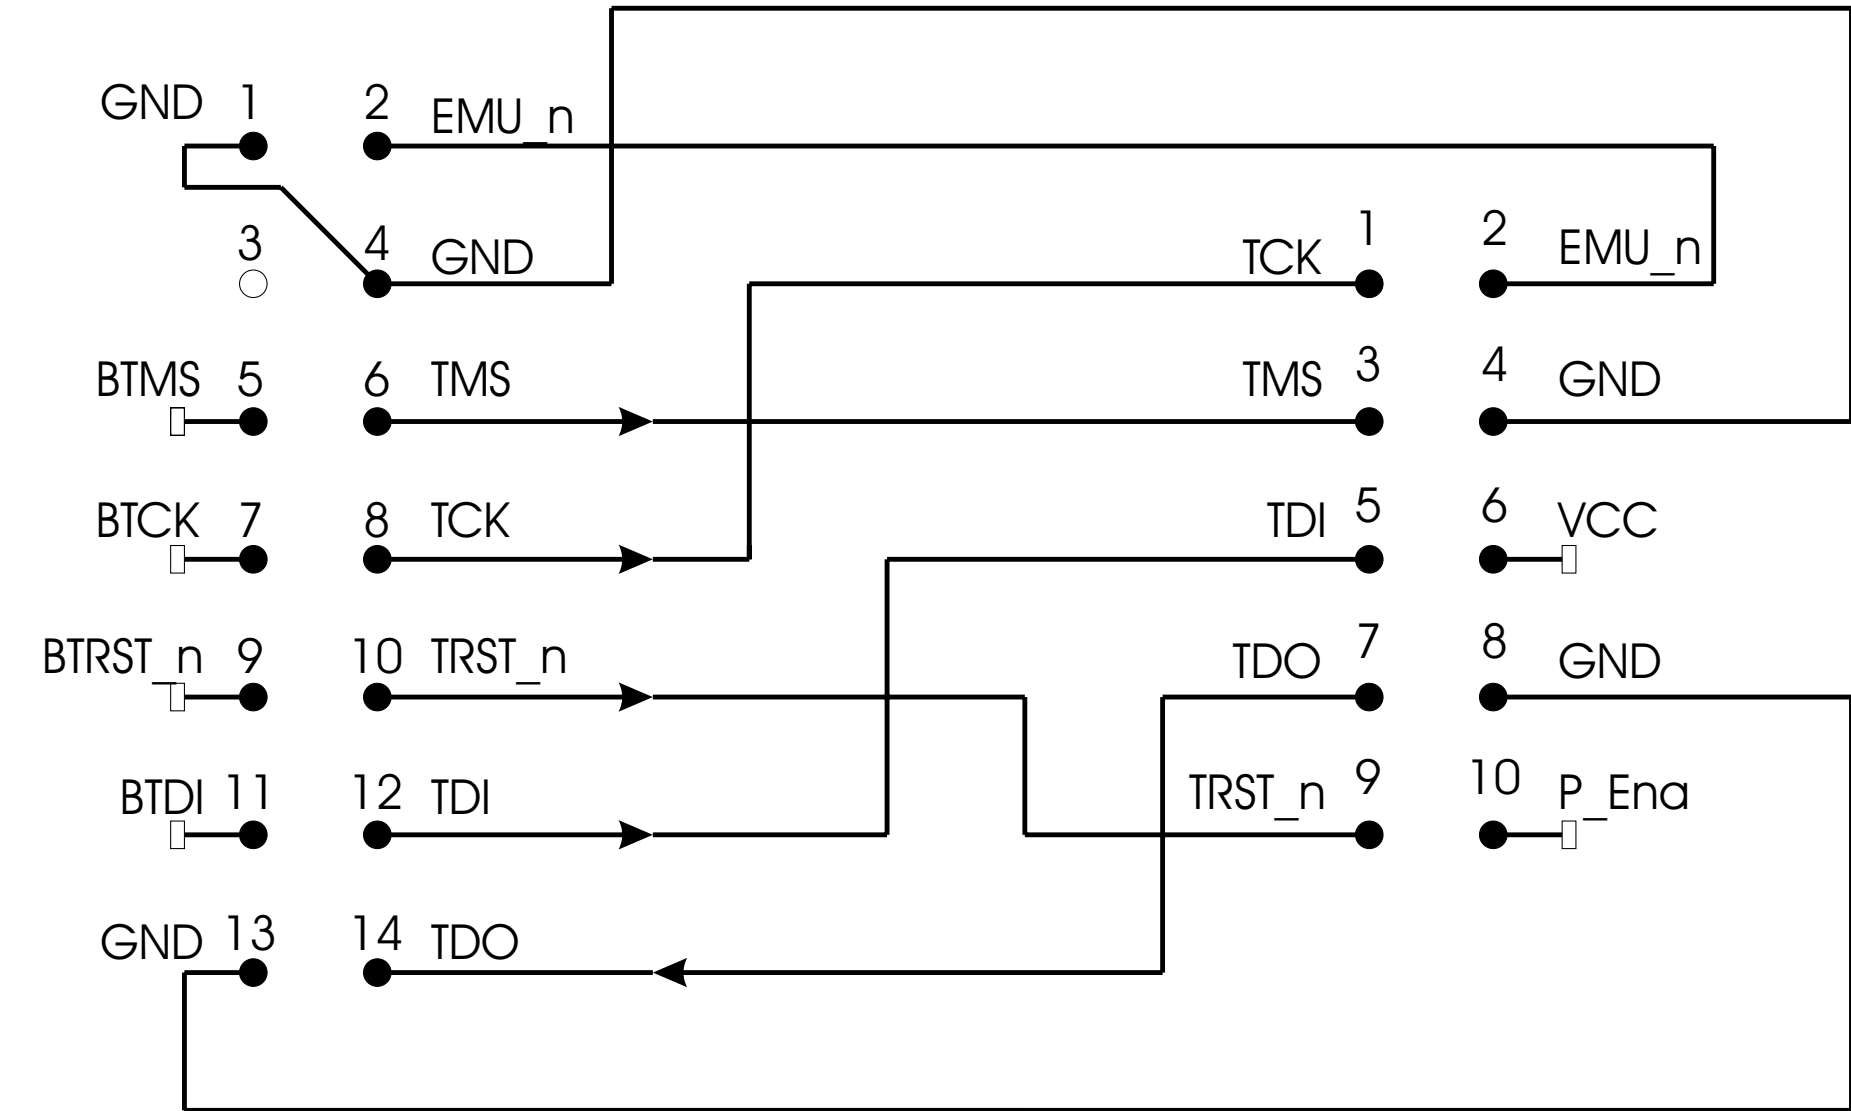 GND 1 2 EMU_n
3 4 GND TCK 1 2 EMU_n
BTMS 5 6 TMS TMS 3 4 GND
BTCK 7 8 TCK TDI 5 6 VCC
BTRST_n 9 10 TRST_n TDO 7 8 GND
BTDI 11 12 TDI TRST_n 9 10 P_Ena
GND 13 14 TDO